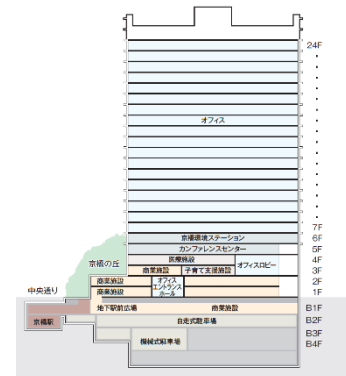 24F
オフィス
7F
京橋環境ステーション 6F
カンファレンスセンター 5F
京橋の丘 医療施設 オフィスロビー 4F
商業施設 子育て支援施設 3F
中央通り 商業施設 オフィス
エントランス
ホール 2F
商業施設 1F
京橋駅 地下駅前広場 商業施設 B1F
自走式駐車場 B2F
機械式駐車場 B3F
B4F